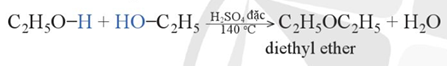 C₂H₅O–H + HO–C₂H₅ H₂SO₄ đặc 140 °C → C₂H₅OC₂H₅ + H₂O
diethyl ether